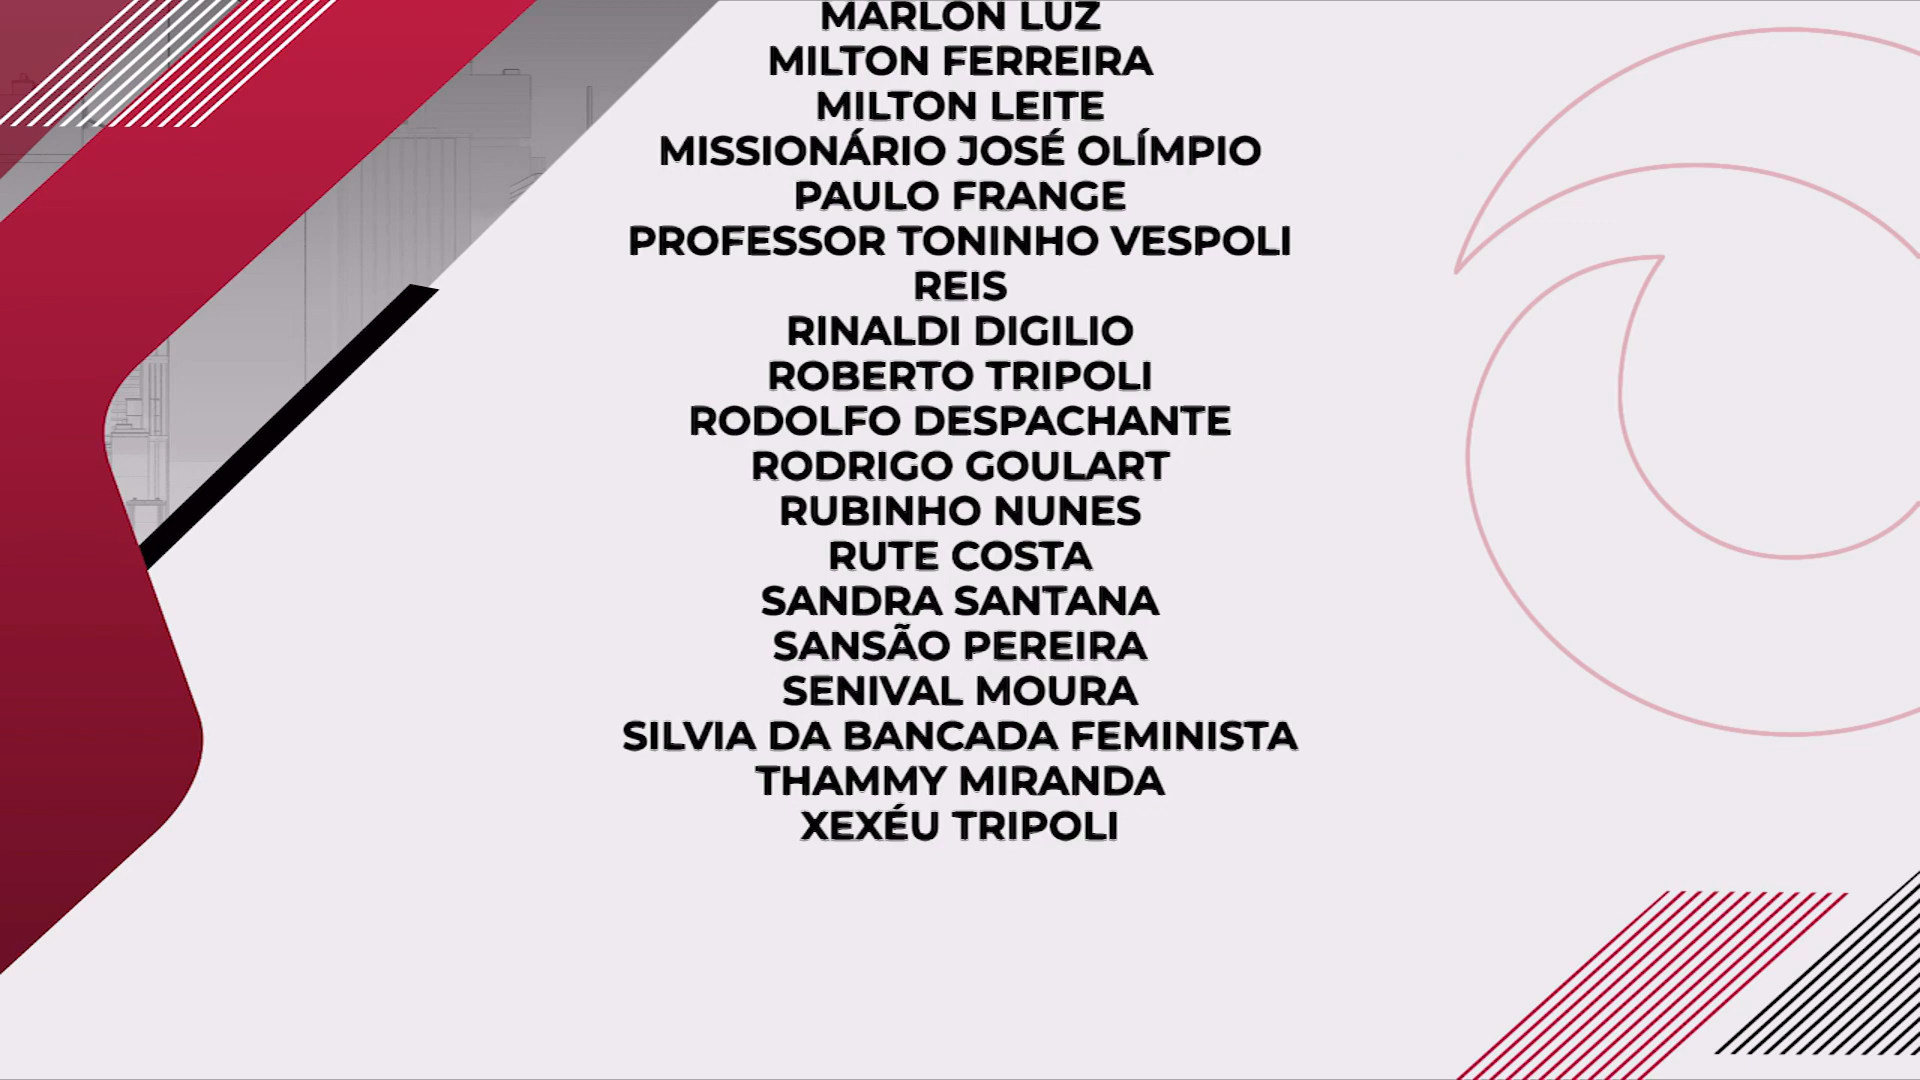 MARLON LUZ
MILTON FERREIRA
MILTON LEITE
MISSIONÁRIO JOSÉ OLÍMPIO
PAULO FRANGE
PROFESSOR TONINHO VESPOLI
REIS
RINALDI DIGILIO
ROBERTO TRIPOLI
RODOLFO DESPACHANTE
RODRIGO GOULART
RUBINHO NUNES
RUTE COSTA
SANDRA SANTANA
SANSÃO PEREIRA
SENIVAL MOURA
SILVIA DA BANCADA FEMINISTA
THAMMY MIRANDA
XEXÉU TRIPOLI